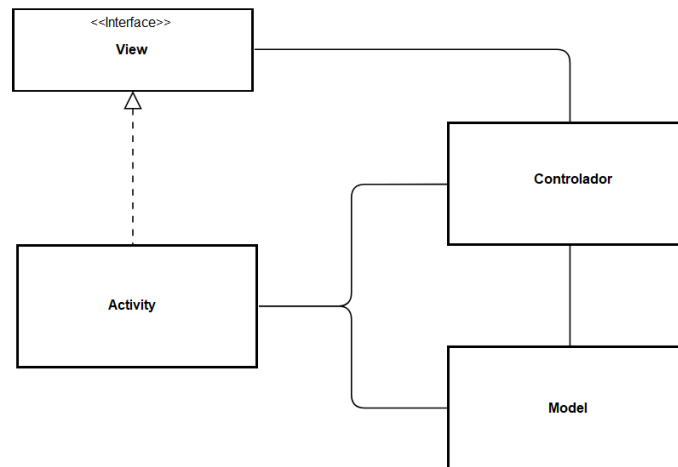 <<Interface>>
View
Controlador
Activity
Model